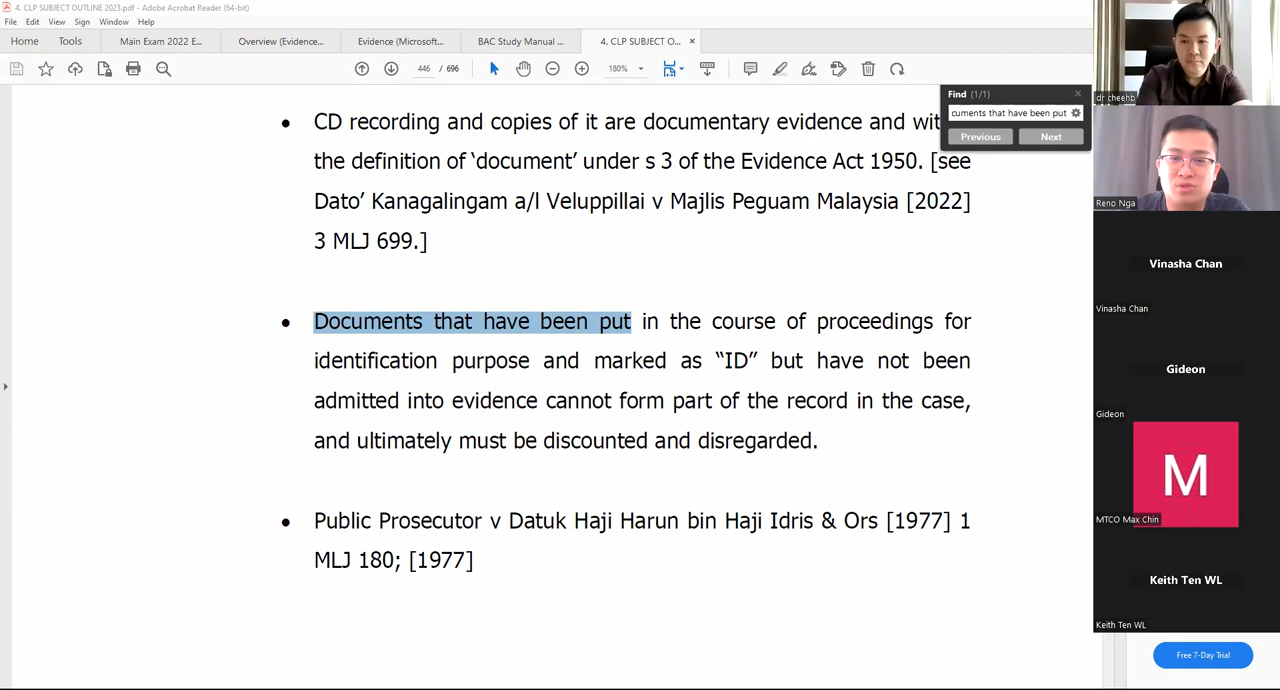 4. CLP SUBJECT OUTLINE 2023.pdf - Adobe Acrobat Reader (64-bit)
File Edit View Sign Window Help
Home Tools Main Exam 2022 E... Overview (Evidence... Evidence (Microsoft... BAC Study Manual ... 4. CLP SUBJECT O... ×
446 696 180%
Find (1/1) ×
cuments that have been put
Previous Next
• CD recording and copies of it are documentary evidence and wit
the definition of ‘document’ under s 3 of the Evidence Act 1950. [see
Dato’ Kanagalingam a/l Veluppillai v Majlis Peguam Malaysia [2022]
3 MLJ 699.]
• Documents that have been put in the course of proceedings for
identification purpose and marked as “ID” but have not been
admitted into evidence cannot form part of the record in the case,
and ultimately must be discounted and disregarded.
• Public Prosecutor v Datuk Haji Harun bin Haji Idris & Ors [1977] 1
MLJ 180; [1977]
dr cheehb
Reno Nga
Vinasha Chan
Vinasha Chan
Gideon
Gideon
M
MTCO Max Chin
Keith Ten WL
Keith Ten WL
Free 7-Day Trial